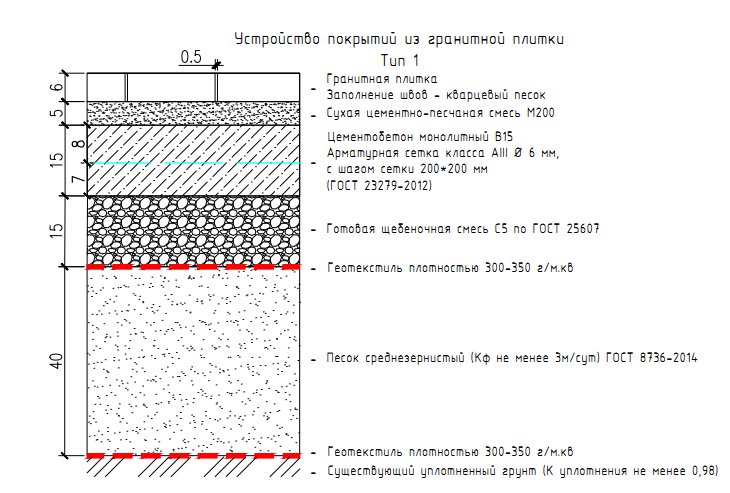 Устройство покрытий из гранитной плитки
Тип 1
0.5
6
Гранитная плитка
Заполнение швов - кварцевый песок
5
Сухая цементно-песчаная смесь М200
15
8
7
Цементобетон монолитный В15
Арматурная сетка класса АIII Ø 6 мм,
с шагом сетки 200*200 мм
(ГОСТ 23279-2012)
15
Готовая щебеночная смесь С5 по ГОСТ 25607
Геотекстиль плотностью 300-350 г/м.кв
40
Песок среднезернистый (Кф не менее 3м/сут) ГОСТ 8736-2014
Геотекстиль плотностью 300-350 г/м.кв
Существующий уплотненный грунт (К уплотнения не менее 0,98)